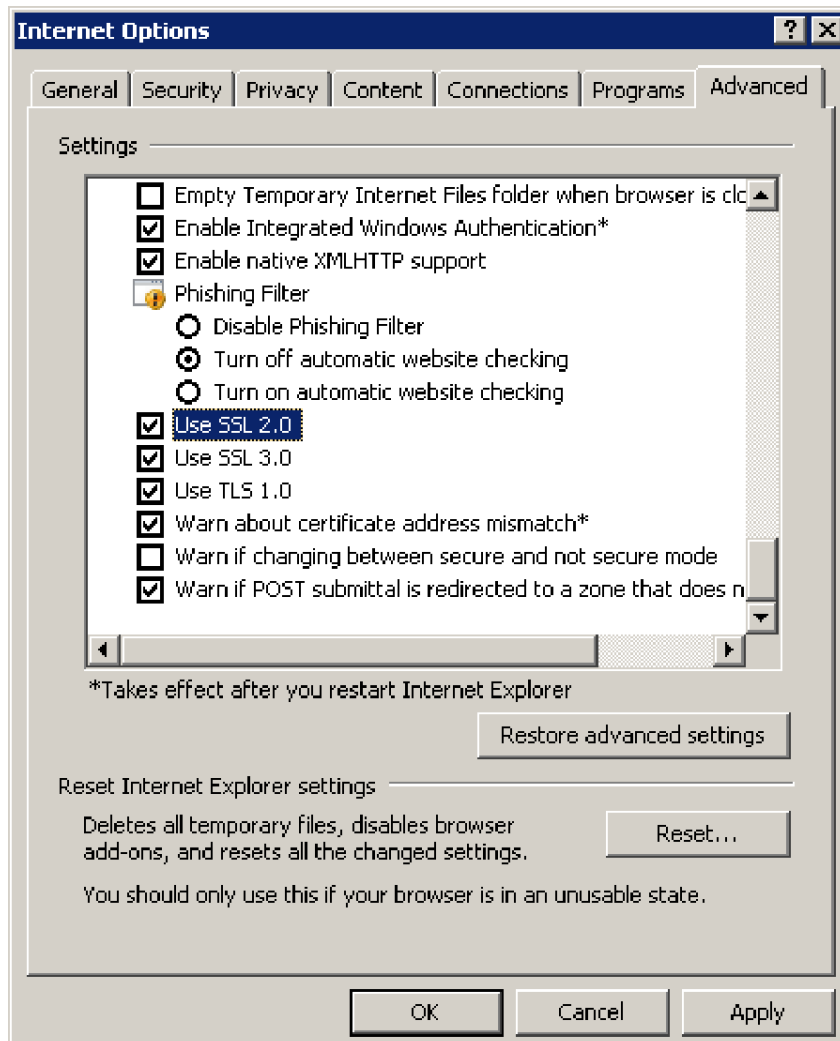 Internet Options
General Security Privacy Content Connections Programs Advanced
Settings
Empty Temporary Internet Files folder when browser is clo
Enable Integrated Windows Authentication*
Enable native XMLHTTP support
Phishing Filter
Disable Phishing Filter
Turn off automatic website checking
Turn on automatic website checking
Use SSL 2.0
Use SSL 3.0
Use TLS 1.0
Warn about certificate address mismatch*
Warn if changing between secure and not secure mode
Warn if POST submittal is redirected to a zone that does n
*Takes effect after you restart Internet Explorer
Restore advanced settings
Reset Internet Explorer settings
Deletes all temporary files, disables browser
add-ons, and resets all the changed settings.
Reset...
You should only use this if your browser is in an unusable state.
OK Cancel Apply